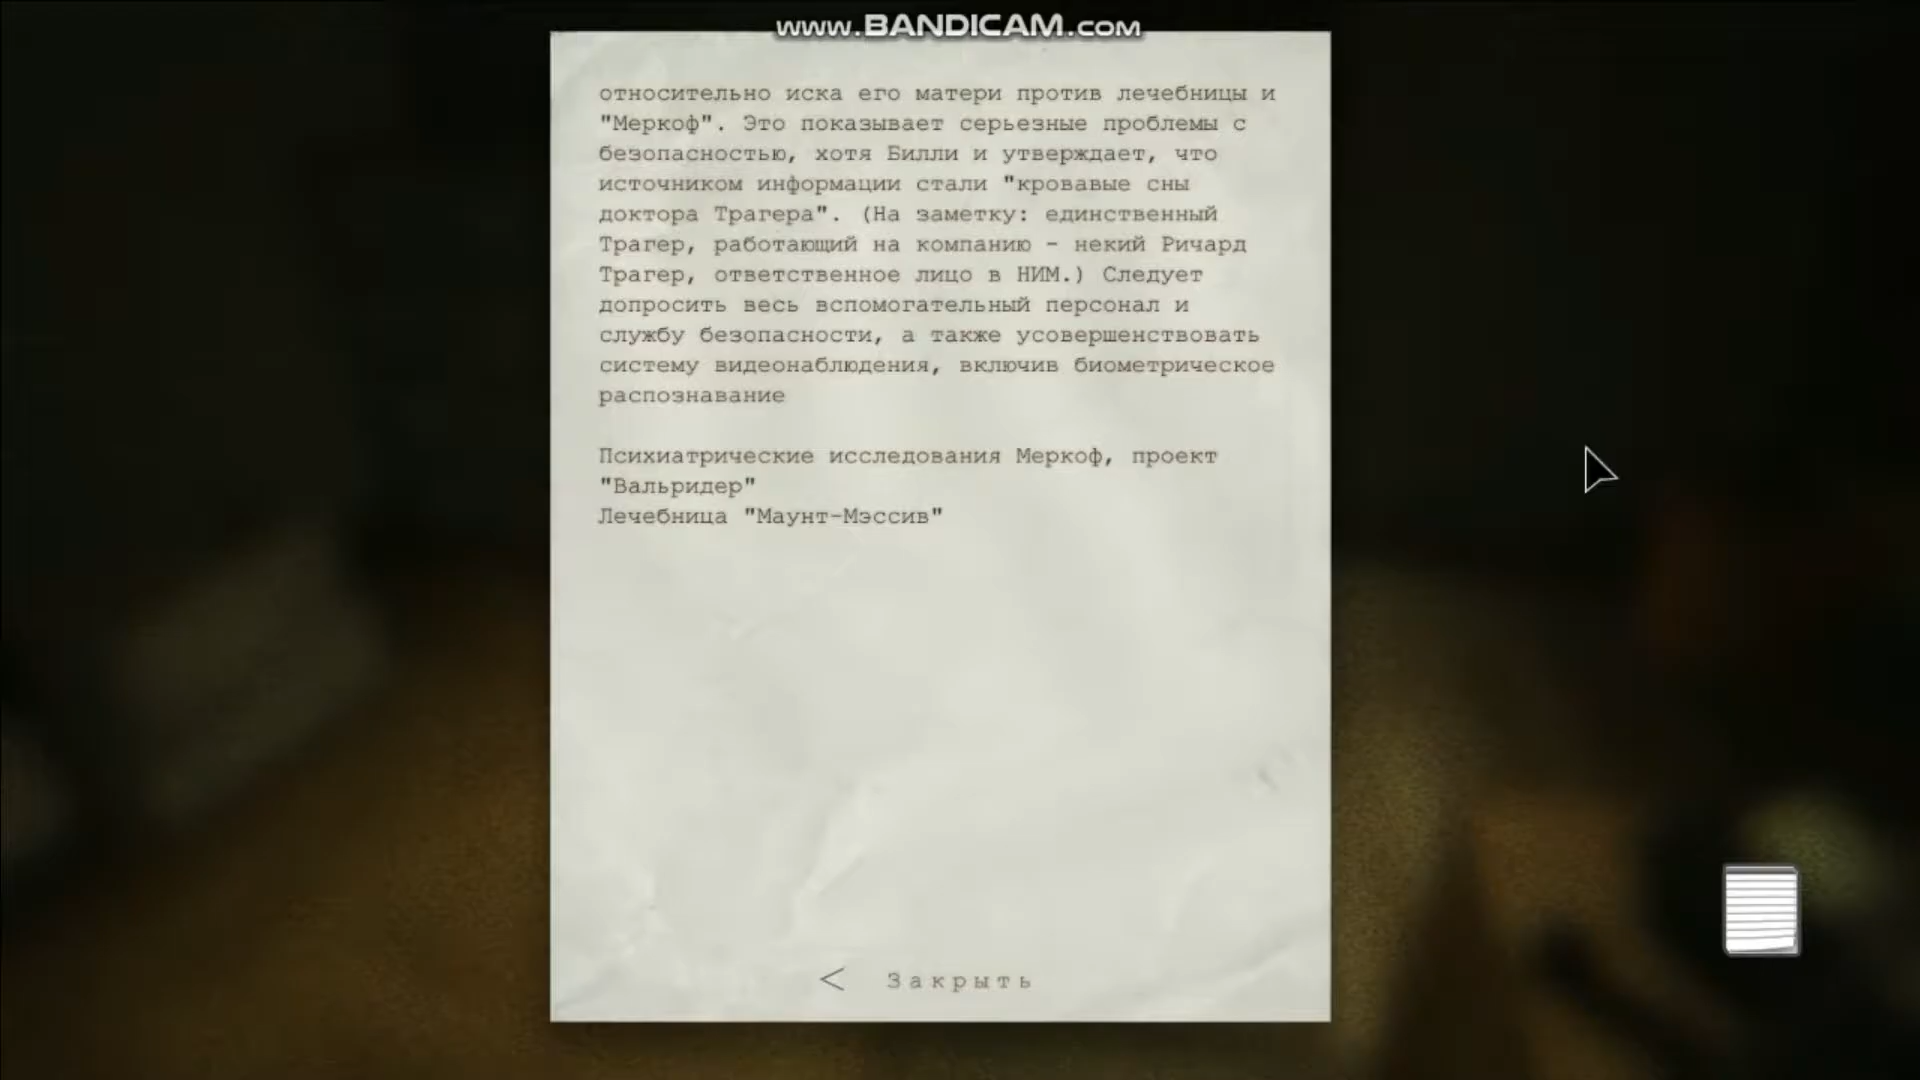 www.BANDICAM.com
относительно иска его матери против лечебницы и
"Меркоф". Это показывает серьезные проблемы с
безопасностью, хотя Билли и утверждает, что
источником информации стали "кровавые сны
доктора Трагера". (На заметку: единственный
Трагер, работающий на компанию - некий Ричард
Трагер, ответственное лицо в НИМ.) Следует
допросить весь вспомогательный персонал и
службу безопасности, а также усовершенствовать
систему видеонаблюдения, включив биометрическое
распознавание
Психиатрические исследования Меркоф, проект
"Вальридер"
Лечебница "Маунт-Мэссив"
< Закрыть